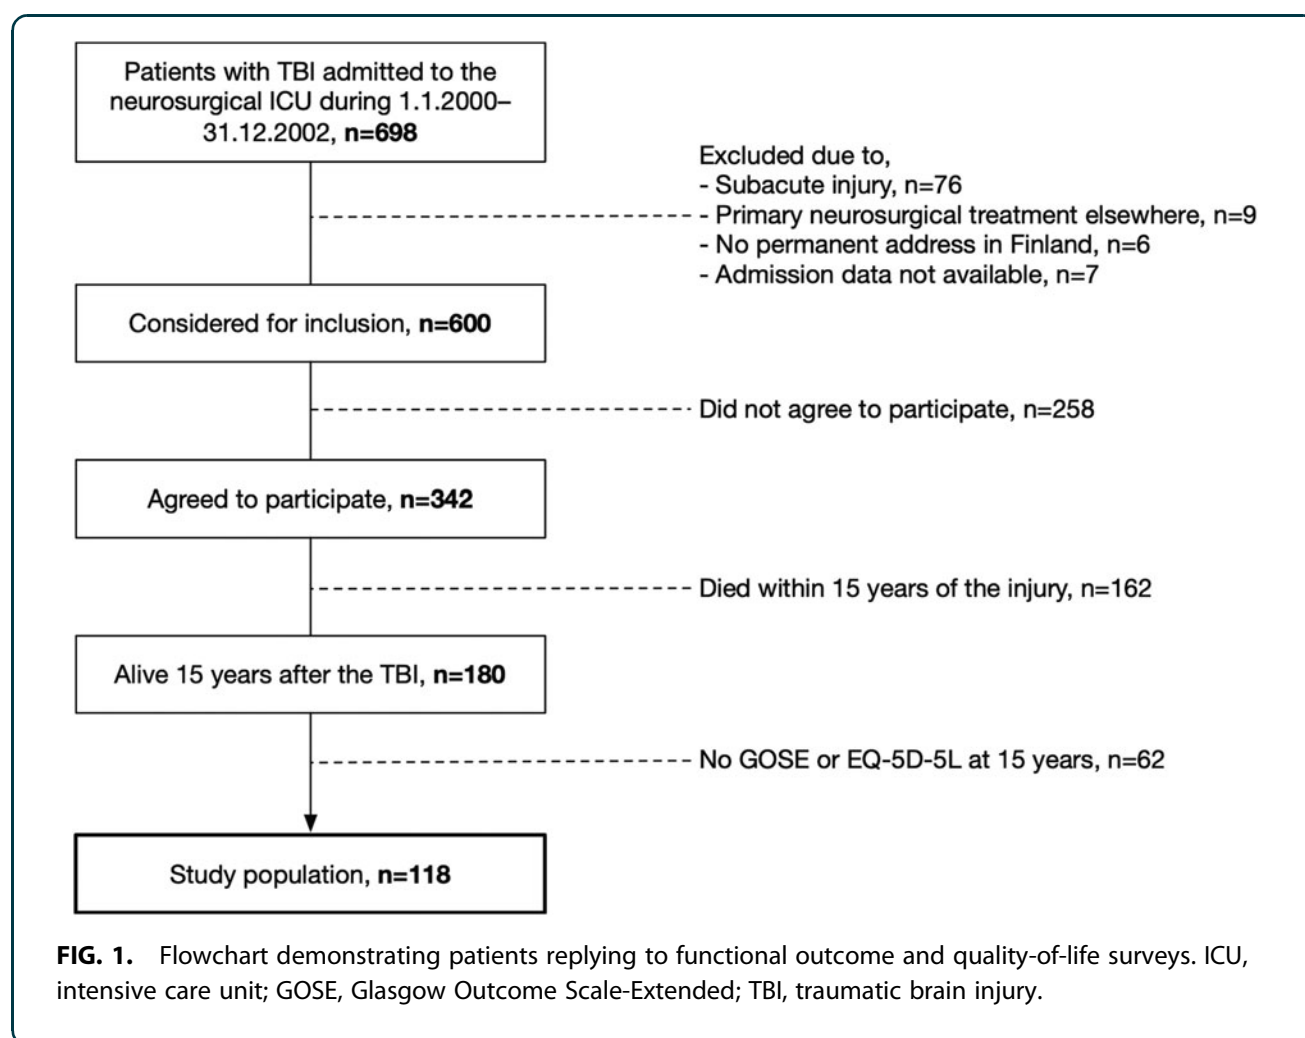 Patients with TBI admitted to the
neurosurgical ICU during 1.1.2000–
31.12.2002, n=698
Excluded due to,
- Subacute injury, n=76
- Primary neurosurgical treatment elsewhere, n=9
- No permanent address in Finland, n=6
- Admission data not available, n=7
Considered for inclusion, n=600
Did not agree to participate, n=258
Agreed to participate, n=342
Died within 15 years of the injury, n=162
Alive 15 years after the TBI, n=180
No GOSE or EQ-5D-5L at 15 years, n=62
Study population, n=118
FIG. 1. Flowchart demonstrating patients replying to functional outcome and quality-of-life surveys. ICU,
intensive care unit; GOSE, Glasgow Outcome Scale-Extended; TBI, traumatic brain injury.